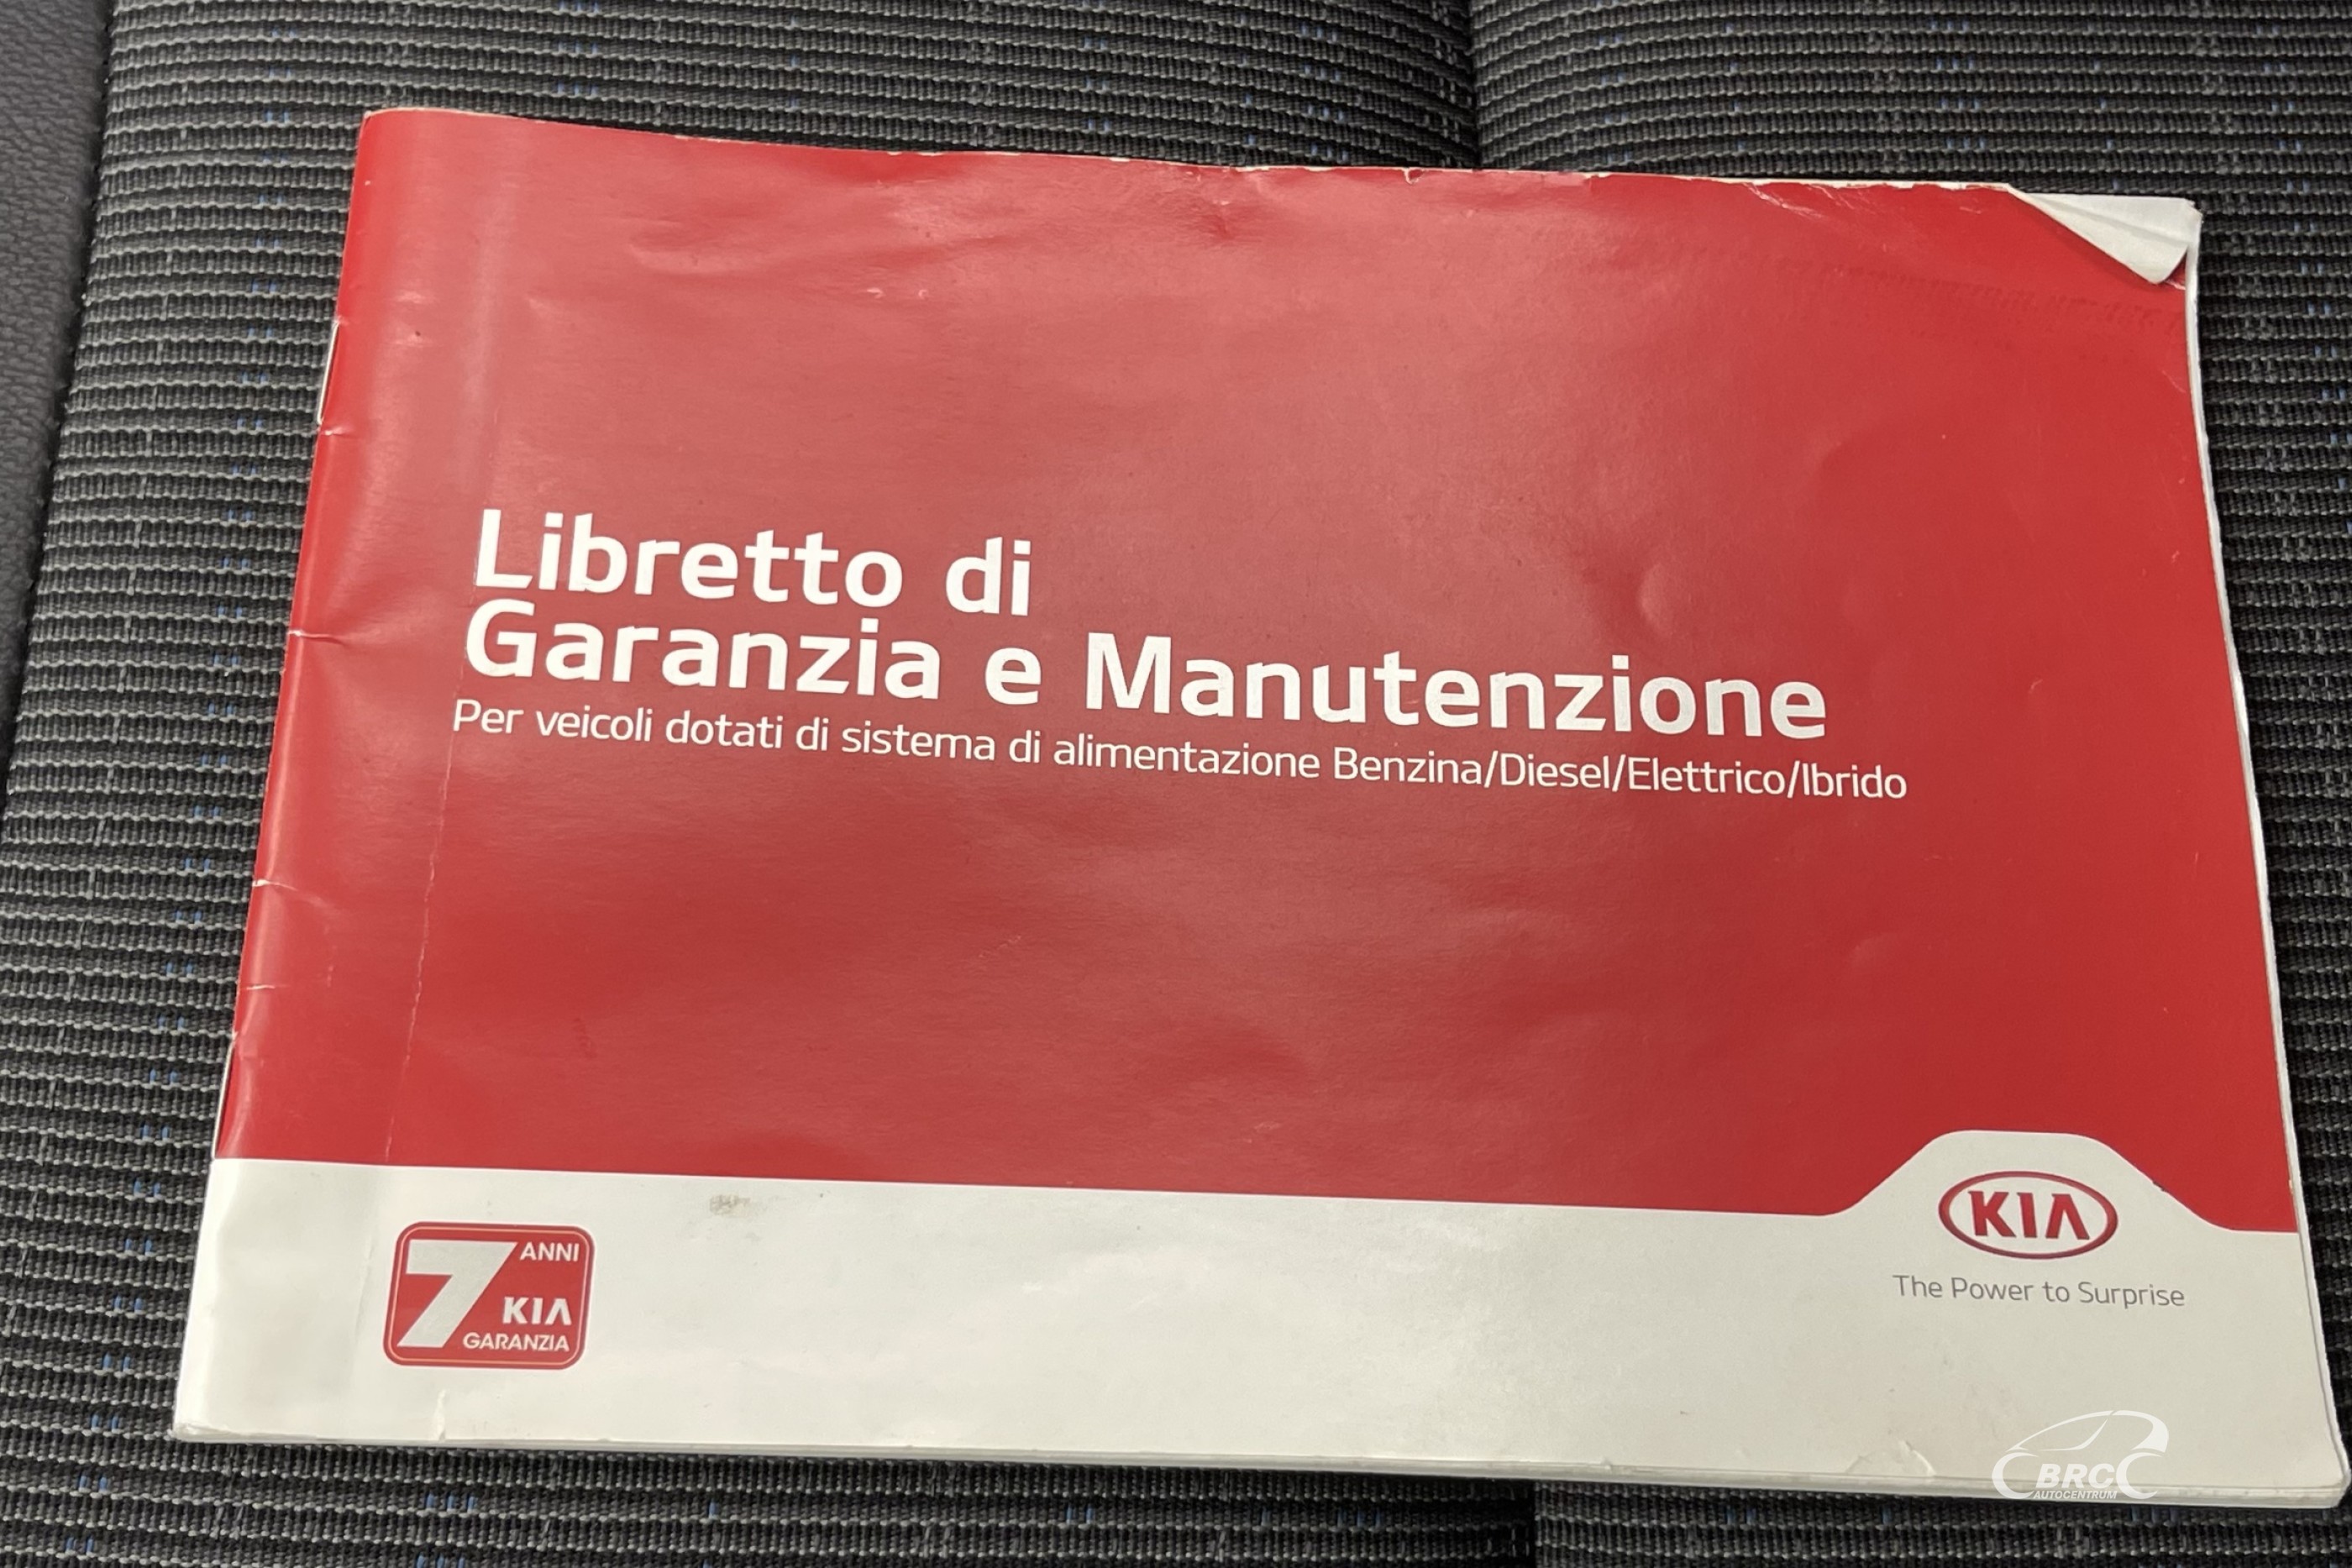 Libretto di
Garanzia e Manutenzione
Per veicoli dotati di sistema di alimentazione Benzina/Diesel/Elettrico/Ibrido
7 ANNI
KIA
GARANZIA
KIA
The Power to Surprise
BRC
AUTOCENTRUM